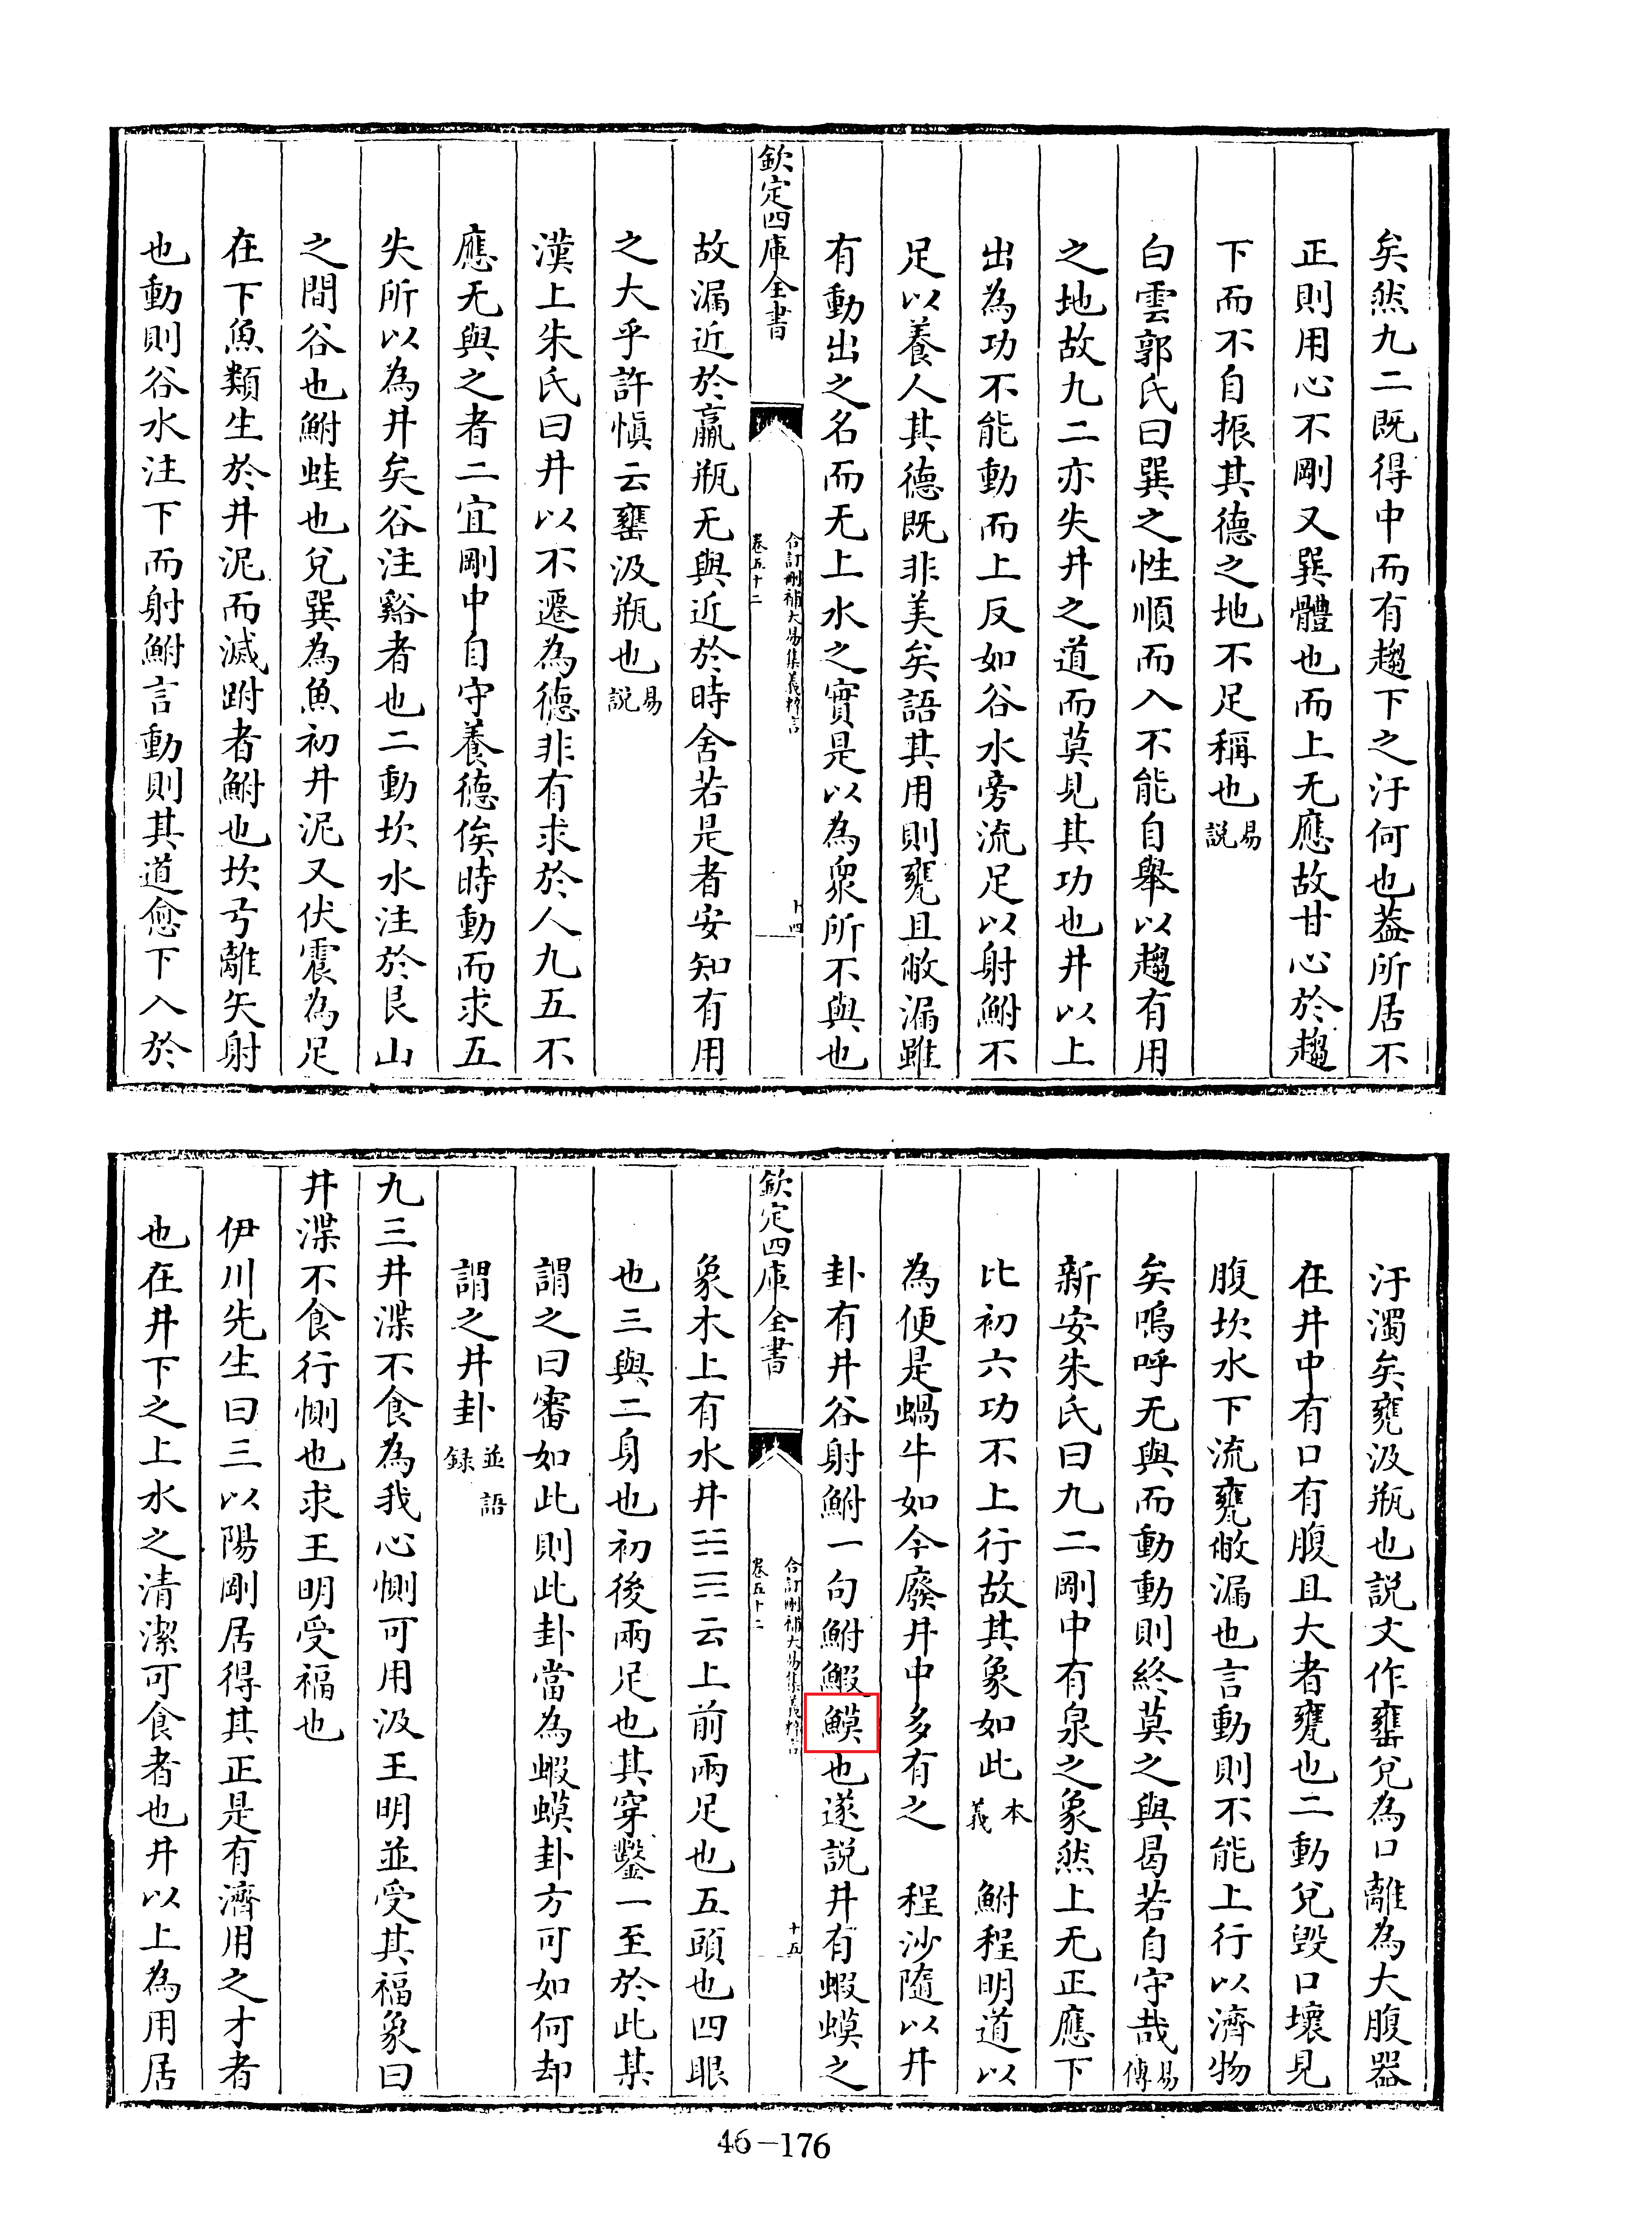 矣然九二既得中而有趨下之汙何也葢所居不
正則用心不剛又巽體也而上无應故甘心於趨
下而不自振其德之地不足稱也易說
白雲郭氏曰巽之性順而入不能自舉以趨有用
之地故九二亦失井之道而莫見其功也井以上
出為功不能動而上反如谷水旁流足以射鮒不
足以養人其德既非美矣語其用則甕且敝漏雖
有動出之名而无上水之實是以為衆所不與也
欽定四庫全書
合訂刪補大易集義粹言
卷五十二
十四
故漏近於羸瓶无與近於時舍若是者安知有用
之大乎許愼云罋汲瓶也易說
漢上朱氏曰井以不遷為德非有求於人九五不
應无與之者二宜剛中自守養德俟時動而求五
失所以為井矣谷注谿者也二動坎水注於艮山
之間谷也鮒蛙也兌巽為魚初井泥又伏震為足
在下魚類生於井泥而滅跗者鮒也坎弓離矢射
也動則谷水注下而射鮒言動則其道愈下入於
汙濁矣甕汲瓶也説文作罋兌為口離為大腹器
在井中有口有腹且大者甕也二動兌毀口壞見
腹坎水下流甕敝漏也言動則不能上行以濟物
矣嗚呼无與而動動則終莫之與曷若自守哉易傳
新安朱氏曰九二剛中有泉之象然上无正應下
比初六功不上行故其象如此本義　鮒程明道以
為便是蝸牛如今廢井中多有之　程沙隨以井
卦有井谷射鮒一句鮒鰕䱯也遂説井有蝦蟆之
欽定四庫全書
合訂刪補大易集義粹言
卷五十二
十五
象木上有水井☵☴云上前兩足也五頭也四眼
也三與二身也初後兩足也其穿鑿一至於此某
謂之曰審如此則此卦當為蝦蟆卦方可如何却
謂之井卦並語録
九三井渫不食為我心惻可用汲王明並受其福象曰
井渫不食行惻也求王明受福也
伊川先生曰三以陽剛居得其正是有濟用之才者
也在井下之上水之清潔可食者也井以上為用居
46-176